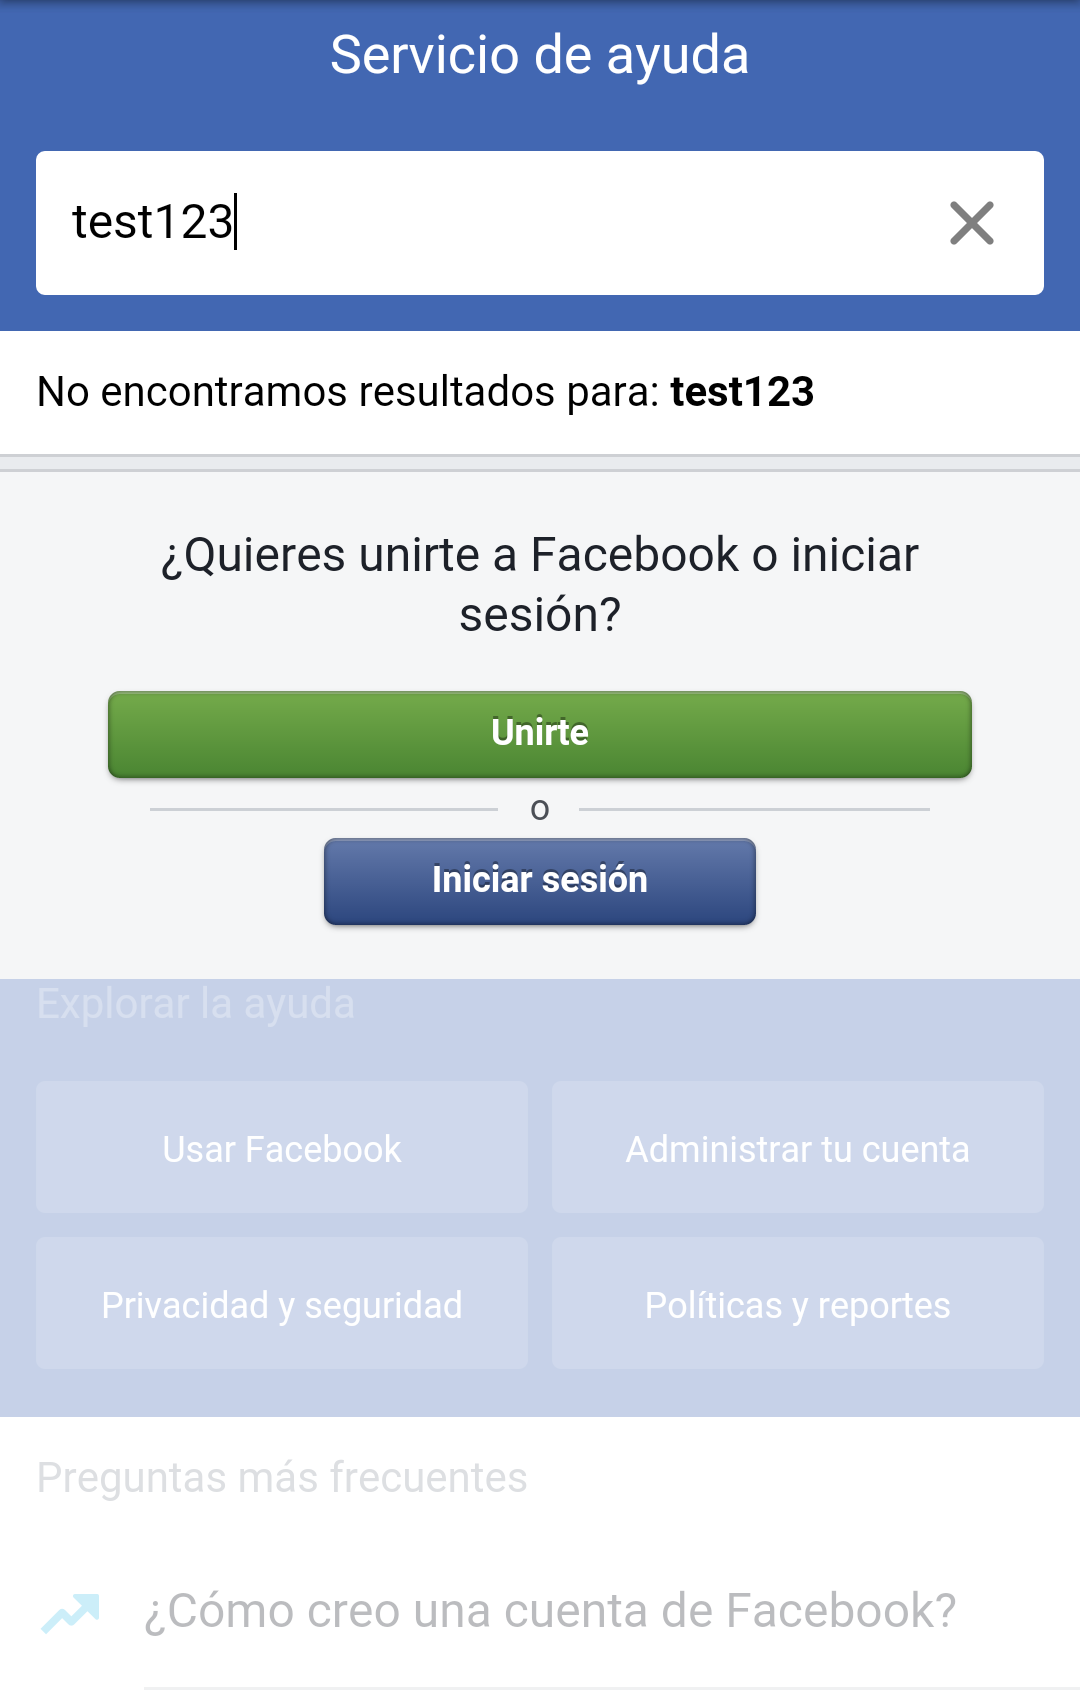 Servicio de ayuda
test123
No encontramos resultados para: test123
¿Quieres unirte a Facebook o iniciar
sesión?
Unirte
o
Iniciar sesión
Explorar la ayuda
Usar Facebook
Administrar tu cuenta
Privacidad y seguridad
Políticas y reportes
Preguntas más frecuentes
¿Cómo creo una cuenta de Facebook?